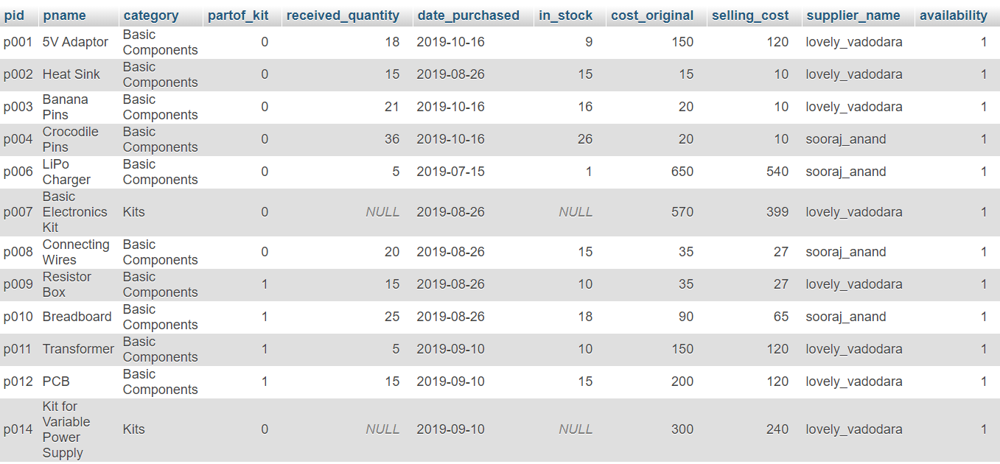 pid pname category partof_kit received_quantity date_purchased in_stock cost_original selling_cost supplier_name availability
p001 5V Adaptor Basic Components 0 18 2019-10-16 9 150 120 lovely_vadodara 1
p002 Heat Sink Basic Components 0 15 2019-08-26 15 15 10 lovely_vadodara 1
p003 Banana Pins Basic Components 0 21 2019-10-16 16 20 10 lovely_vadodara 1
p004 Crocodile Pins Basic Components 0 36 2019-10-16 26 20 10 sooraj_anand 1
p006 LiPo Charger Basic Components 0 5 2019-07-15 1 650 540 sooraj_anand 1
p007 Basic Electronics Kit Kits 0 NULL 2019-08-26 NULL 570 399 lovely_vadodara 1
p008 Connecting Wires Basic Components 0 20 2019-08-26 15 35 27 sooraj_anand 1
p009 Resistor Box Basic Components 1 15 2019-08-26 10 35 27 lovely_vadodara 1
p010 Breadboard Basic Components 1 25 2019-08-26 18 90 65 sooraj_anand 1
p011 Transformer Basic Components 1 5 2019-09-10 10 150 120 lovely_vadodara 1
p012 PCB Basic Components 1 15 2019-09-10 15 200 120 lovely_vadodara 1
p014 Kit for Variable Power Supply Kits 0 NULL 2019-09-10 NULL 300 240 lovely_vadodara 1